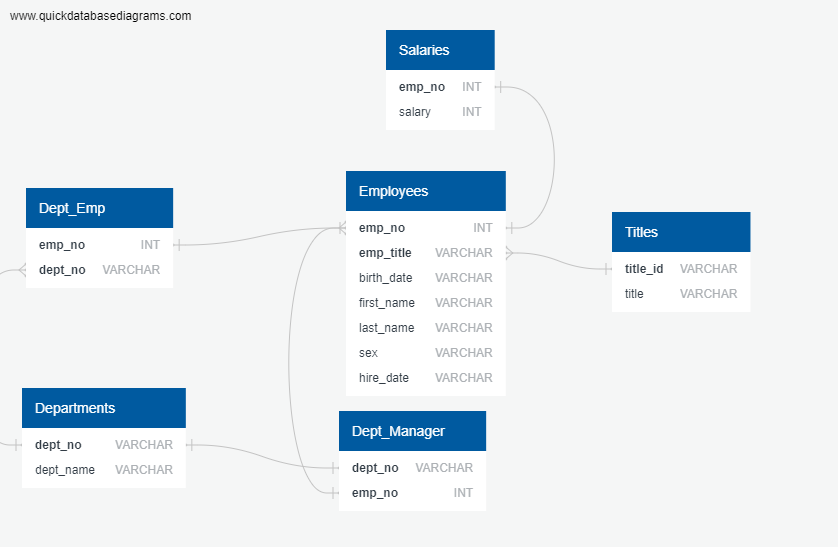 www.quickdatabasediagrams.com
Salaries
emp_no INT
salary INT
Employees
emp_no INT
emp_title VARCHAR
birth_date VARCHAR
first_name VARCHAR
last_name VARCHAR
sex VARCHAR
hire_date VARCHAR
Dept_Emp
emp_no INT
dept_no VARCHAR
Titles
title_id VARCHAR
title VARCHAR
Departments
dept_no VARCHAR
dept_name VARCHAR
Dept_Manager
dept_no VARCHAR
emp_no INT